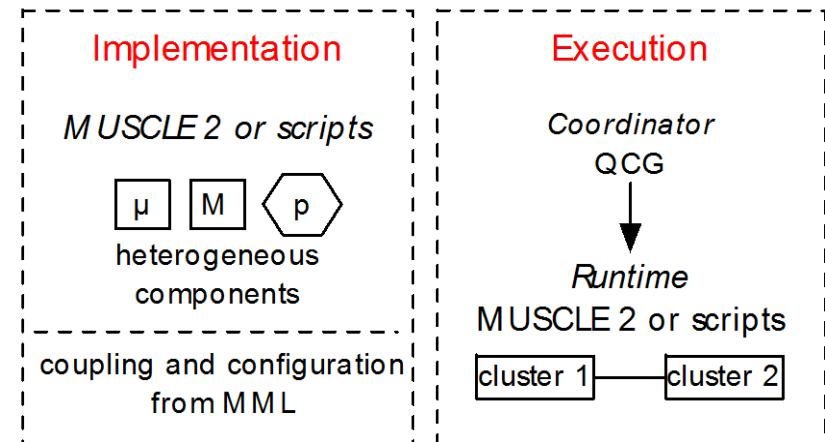 Implementation
MUSCLE 2 or scripts
µ M p
heterogeneous
components
coupling and configuration
from MML
Execution
Coordinator
QCG
Runtime
MUSCLE 2 or scripts
cluster 1 cluster 2